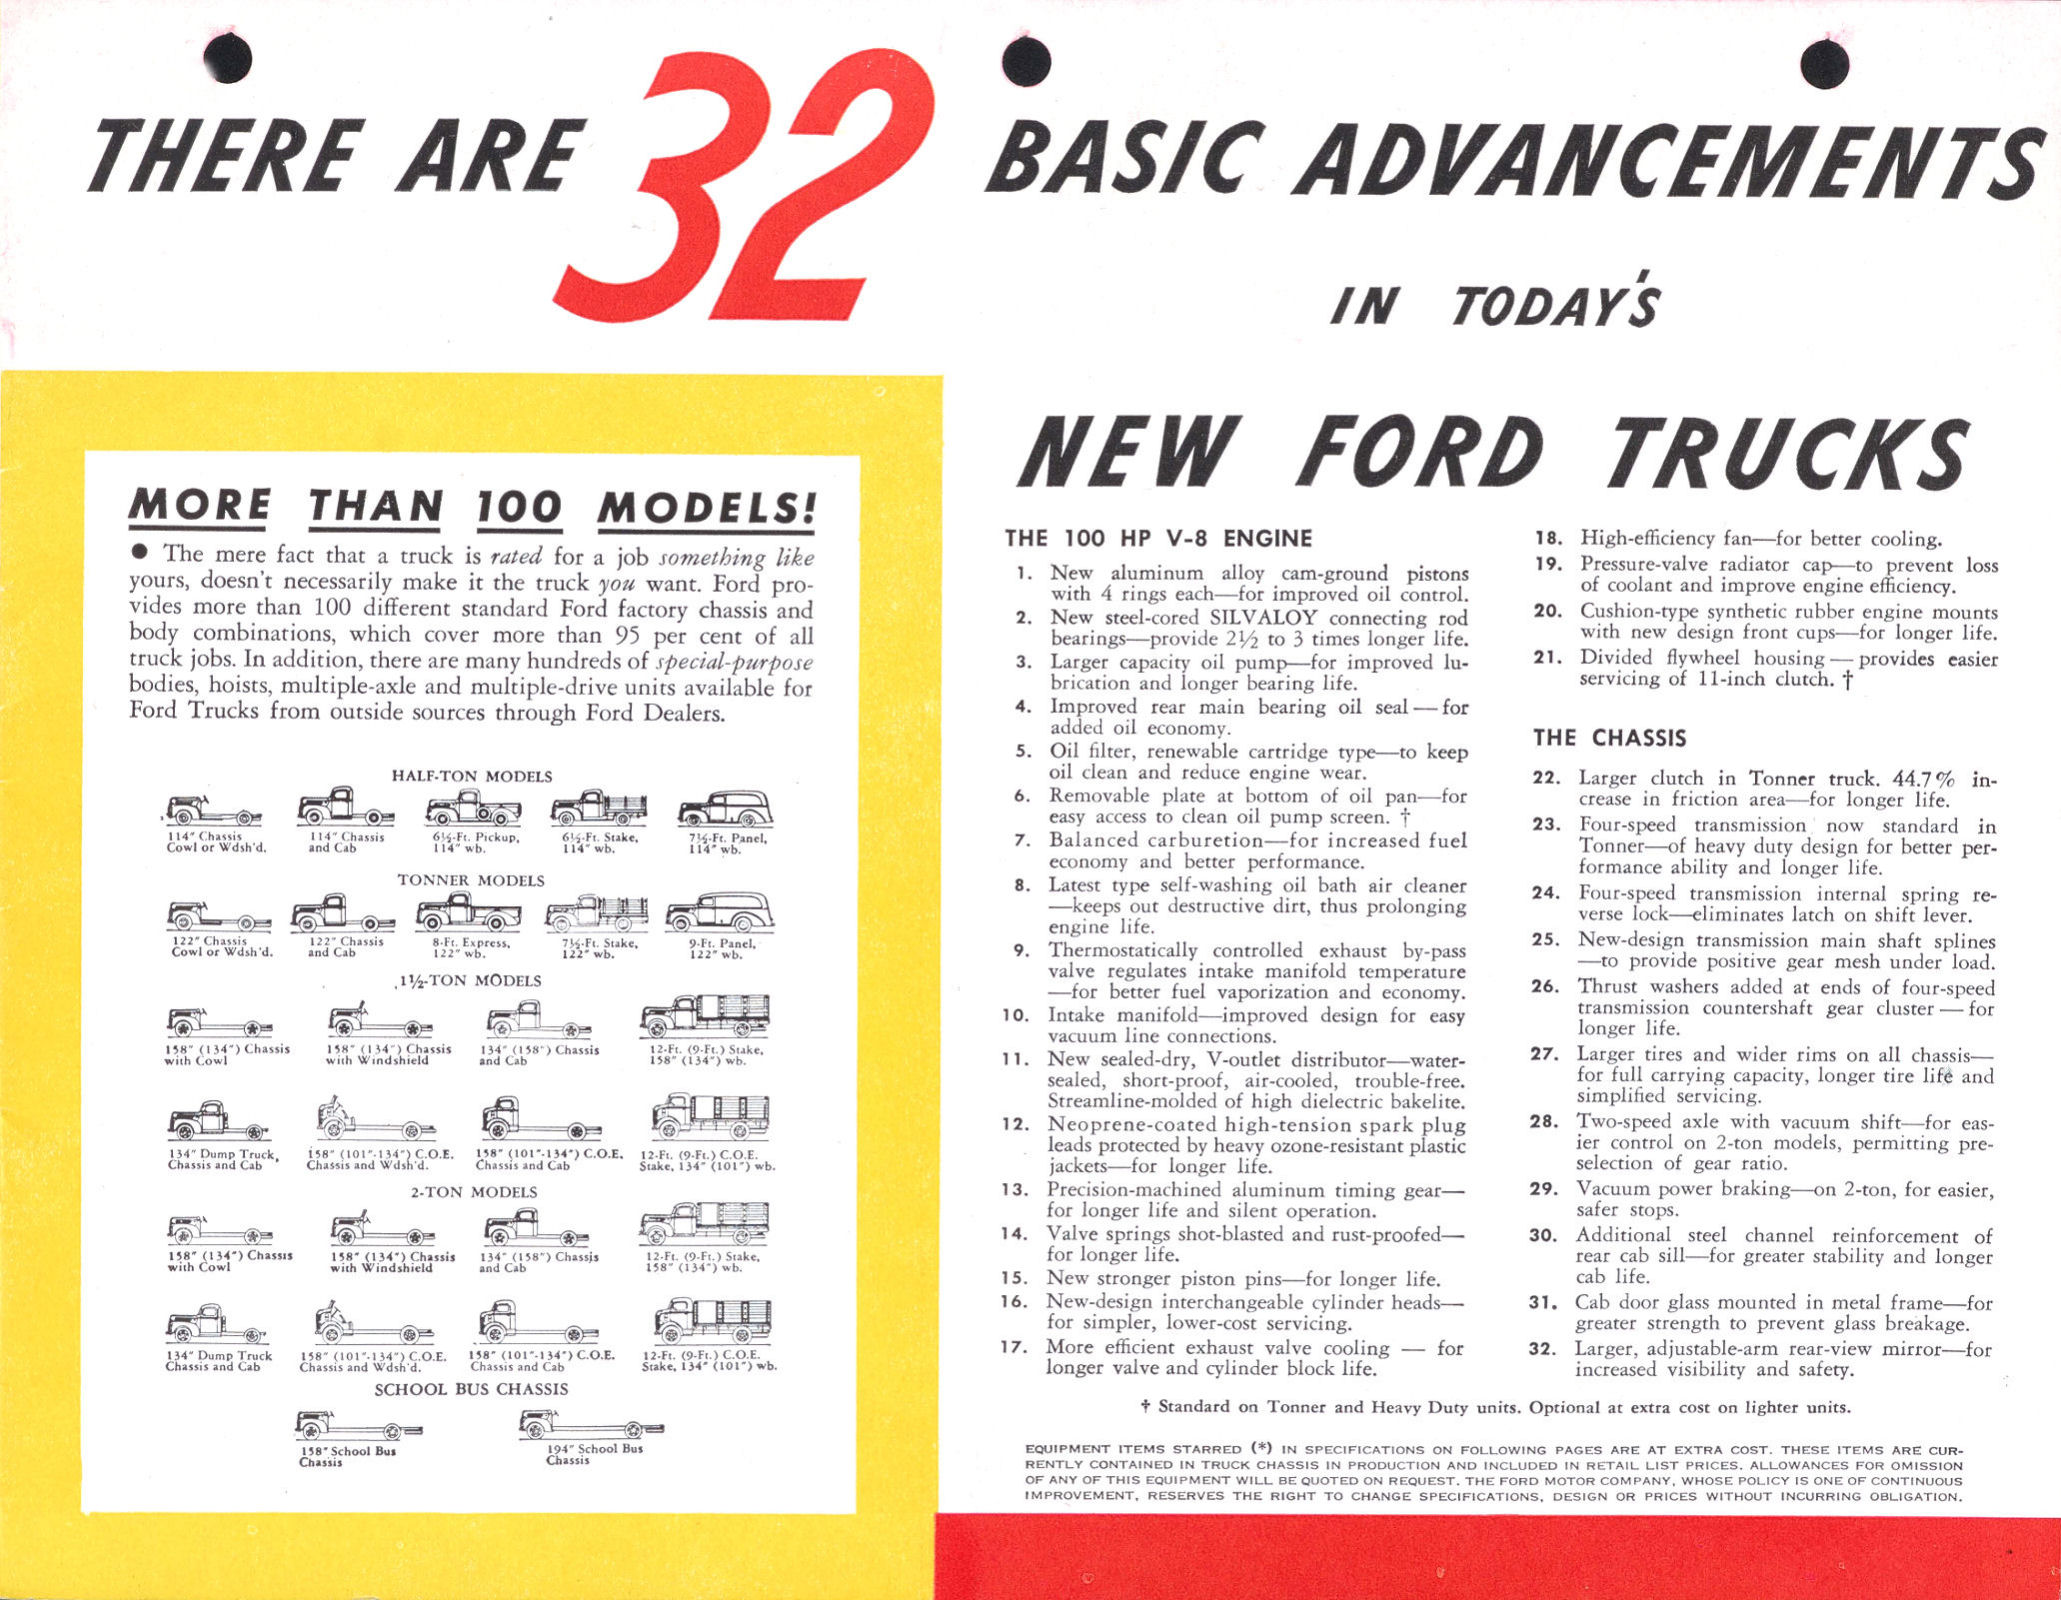 THERE ARE 32 BASIC ADVANCEMENTS
IN TODAY'S
NEW FORD TRUCKS
MORE THAN 100 MODELS!
● The mere fact that a truck is rated for a job something like
yours, doesn't necessarily make it the truck you want. Ford pro-
vides more than 100 different standard Ford factory chassis and
body combinations, which cover more than 95 per cent of all
truck jobs. In addition, there are many hundreds of special-purpose
bodies, hoists, multiple-axle and multiple-drive units available for
Ford Trucks from outside sources through Ford Dealers.
HALF-TON MODELS
114" Chassis
Cowl or Wdsh'd.
114" Chassis
and Cab
6½-Ft. Pickup,
114" wb.
6½-Ft. Stake,
114" wb.
7½-Ft. Panel,
114" wb.
TONNER MODELS
122" Chassis
Cowl or Wdsh'd.
122" Chassis
and Cab
8-Ft. Express,
122" wb.
7½-Ft. Stake,
122" wb.
9-Ft. Panel,
122" wb.
1½-TON MODELS
158" (134") Chassis
with Cowl
158" (134") Chassis
with Windshield
134" (158") Chassis
and Cab
12-Ft. (9-Ft.) Stake,
158" (134") wb.
134" Dump Truck,
Chassis and Cab
158" (101"-134") C.O.E.
Chassis and Wdsh'd.
158" (101"-134") C.O.E.
Chassis and Cab
12-Ft. (9-Ft.) C.O.E.
Stake, 134" (101") wb.
2-TON MODELS
158" (134") Chassis
with Cowl
158" (134") Chassis
with Windshield
134" (158") Chassis
and Cab
12-Ft. (9-Ft.) Stake,
158" (134") wb.
134" Dump Truck
Chassis and Cab
158" (101"-134") C.O.E.
Chassis and Wdsh'd.
158" (101"-134") C.O.E.
Chassis and Cab
12-Ft. (9-Ft.) C.O.E.
Stake, 134" (101") wb.
SCHOOL BUS CHASSIS
158" School Bus
Chassis
194" School Bus
Chassis
THE 100 HP V-8 ENGINE
1. New aluminum alloy cam-ground pistons
with 4 rings each—for improved oil control.
2. New steel-cored SILVALOY connecting rod
bearings—provide 2½ to 3 times longer life.
3. Larger capacity oil pump—for improved lu-
brication and longer bearing life.
4. Improved rear main bearing oil seal—for
added oil economy.
5. Oil filter, renewable cartridge type—to keep
oil clean and reduce engine wear.
6. Removable plate at bottom of oil pan—for
easy access to clean oil pump screen. †
7. Balanced carburetion—for increased fuel
economy and better performance.
8. Latest type self-washing oil bath air cleaner
—keeps out destructive dirt, thus prolonging
engine life.
9. Thermostatically controlled exhaust by-pass
valve regulates intake manifold temperature
—for better fuel vaporization and economy.
10. Intake manifold—improved design for easy
vacuum line connections.
11. New sealed-dry, V-outlet distributor—water-
sealed, short-proof, air-cooled, trouble-free.
Streamline-molded of high dielectric bakelite.
12. Neoprene-coated high-tension spark plug
leads protected by heavy ozone-resistant plastic
jackets—for longer life.
13. Precision-machined aluminum timing gear—
for longer life and silent operation.
14. Valve springs shot-blasted and rust-proofed—
for longer life.
15. New stronger piston pins—for longer life.
16. New-design interchangeable cylinder heads—
for simpler, lower-cost servicing.
17. More efficient exhaust valve cooling — for
longer valve and cylinder block life.
18. High-efficiency fan—for better cooling.
19. Pressure-valve radiator cap—to prevent loss
of coolant and improve engine efficiency.
20. Cushion-type synthetic rubber engine mounts
with new design front cups—for longer life.
21. Divided flywheel housing—provides easier
servicing of 11-inch clutch. †
THE CHASSIS
22. Larger clutch in Tonner truck. 44.7% in-
crease in friction area—for longer life.
23. Four-speed transmission now standard in
Tonner—of heavy duty design for better per-
formance ability and longer life.
24. Four-speed transmission internal spring re-
verse lock—eliminates latch on shift lever.
25. New-design transmission main shaft splines
—to provide positive gear mesh under load.
26. Thrust washers added at ends of four-speed
transmission countershaft gear cluster—for
longer life.
27. Larger tires and wider rims on all chassis—
for full carrying capacity, longer tire life and
simplified servicing.
28. Two-speed axle with vacuum shift—for eas-
ier control on 2-ton models, permitting pre-
selection of gear ratio.
29. Vacuum power braking—on 2-ton, for easier,
safer stops.
30. Additional steel channel reinforcement of
rear cab sill—for greater stability and longer
cab life.
31. Cab door glass mounted in metal frame—for
greater strength to prevent glass breakage.
32. Larger, adjustable-arm rear-view mirror—for
increased visibility and safety.
† Standard on Tonner and Heavy Duty units. Optional at extra cost on lighter units.
EQUIPMENT ITEMS STARRED (*) IN SPECIFICATIONS ON FOLLOWING PAGES ARE AT EXTRA COST. THESE ITEMS ARE CUR-
RENTLY CONTAINED IN TRUCK CHASSIS IN PRODUCTION AND INCLUDED IN RETAIL LIST PRICES. ALLOWANCES FOR OMISSION
OF ANY OF THIS EQUIPMENT WILL BE QUOTED ON REQUEST. THE FORD MOTOR COMPANY, WHOSE POLICY IS ONE OF CONTINUOUS
IMPROVEMENT, RESERVES THE RIGHT TO CHANGE SPECIFICATIONS, DESIGN OR PRICES WITHOUT INCURRING OBLIGATION.